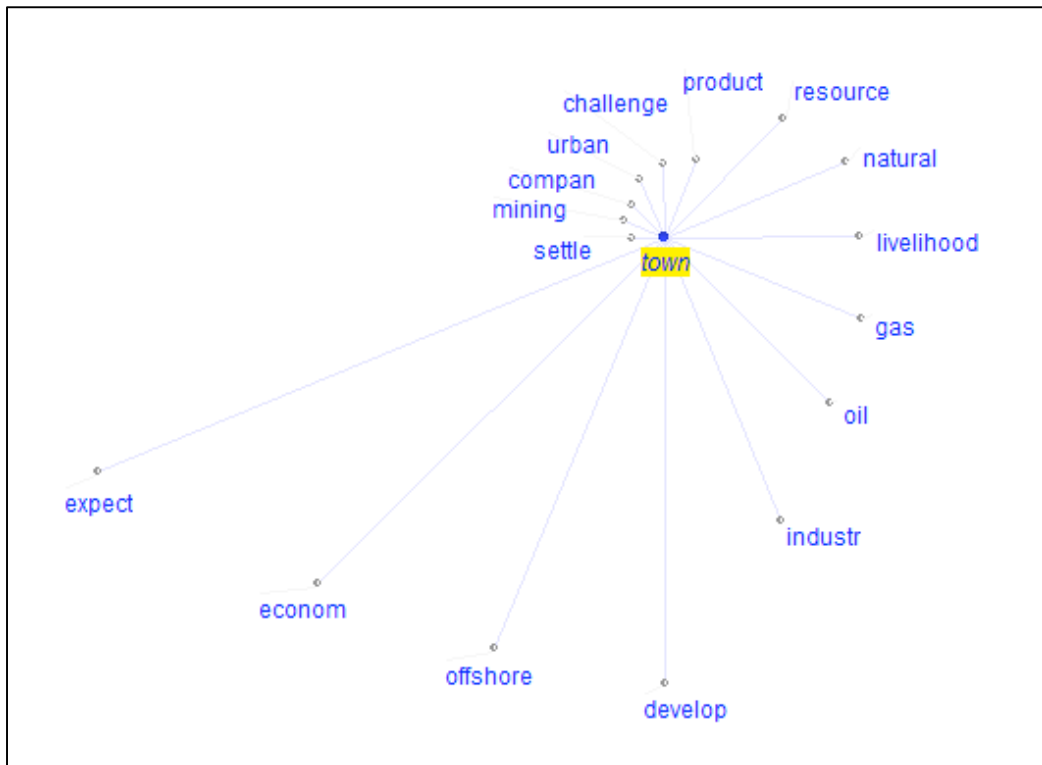 product
resource
challenge
urban
natural
compan
mining
livelihood
settle
town
gas
oil
expect
industr
econom
offshore
develop